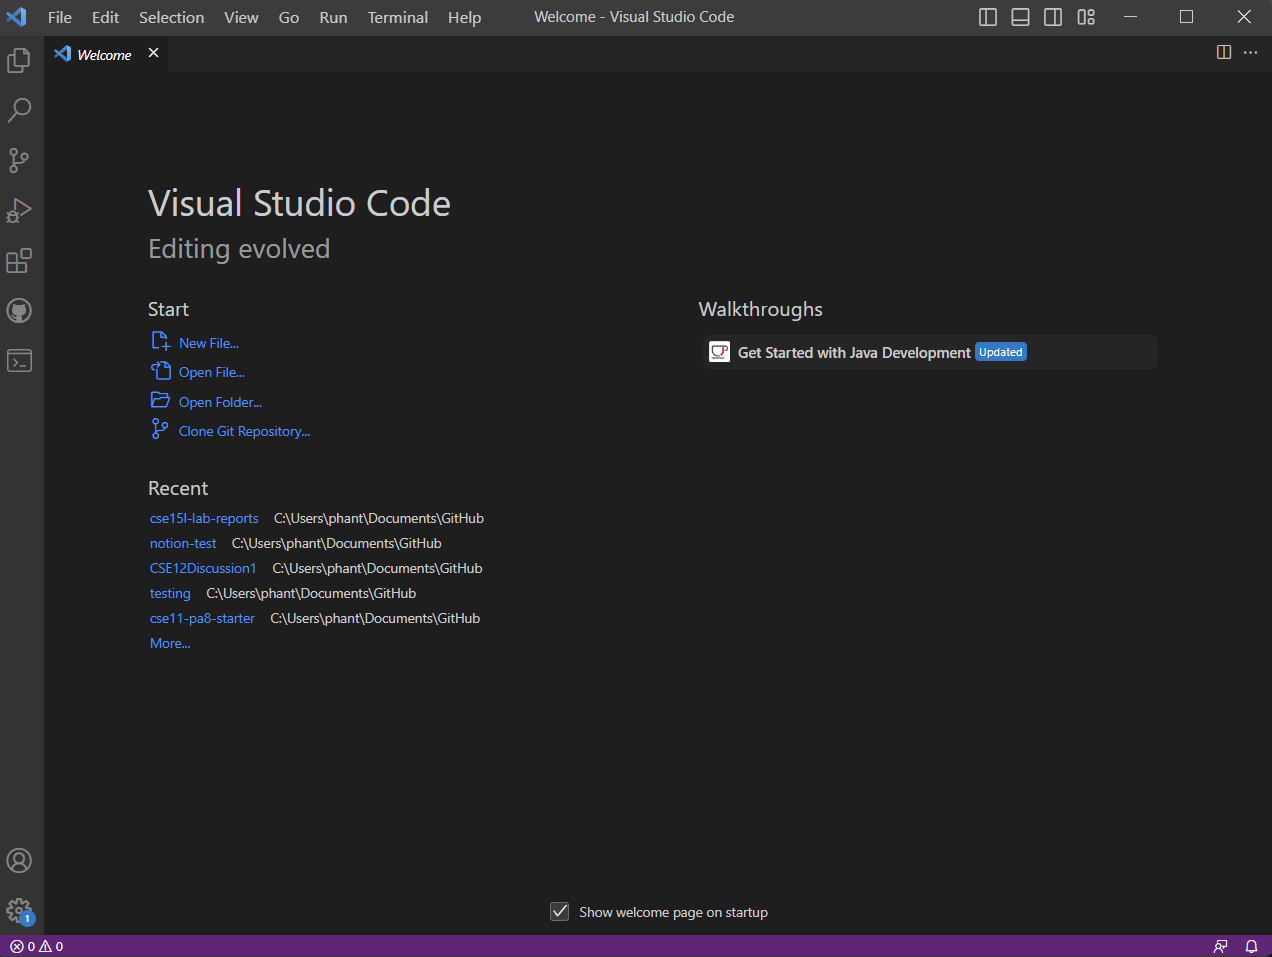 File Edit Selection View Go Run Terminal Help Welcome - Visual Studio Code
Welcome
Visual Studio Code
Editing evolved
Start
New File...
Open File...
Open Folder...
Clone Git Repository...
Walkthroughs
Get Started with Java Development Updated
Recent
cse15l-lab-reports C:\Users\phant\Documents\GitHub
notion-test C:\Users\phant\Documents\GitHub
CSE12Discussion1 C:\Users\phant\Documents\GitHub
testing C:\Users\phant\Documents\GitHub
cse11-pa8-starter C:\Users\phant\Documents\GitHub
More...
Show welcome page on startup
1
0 0